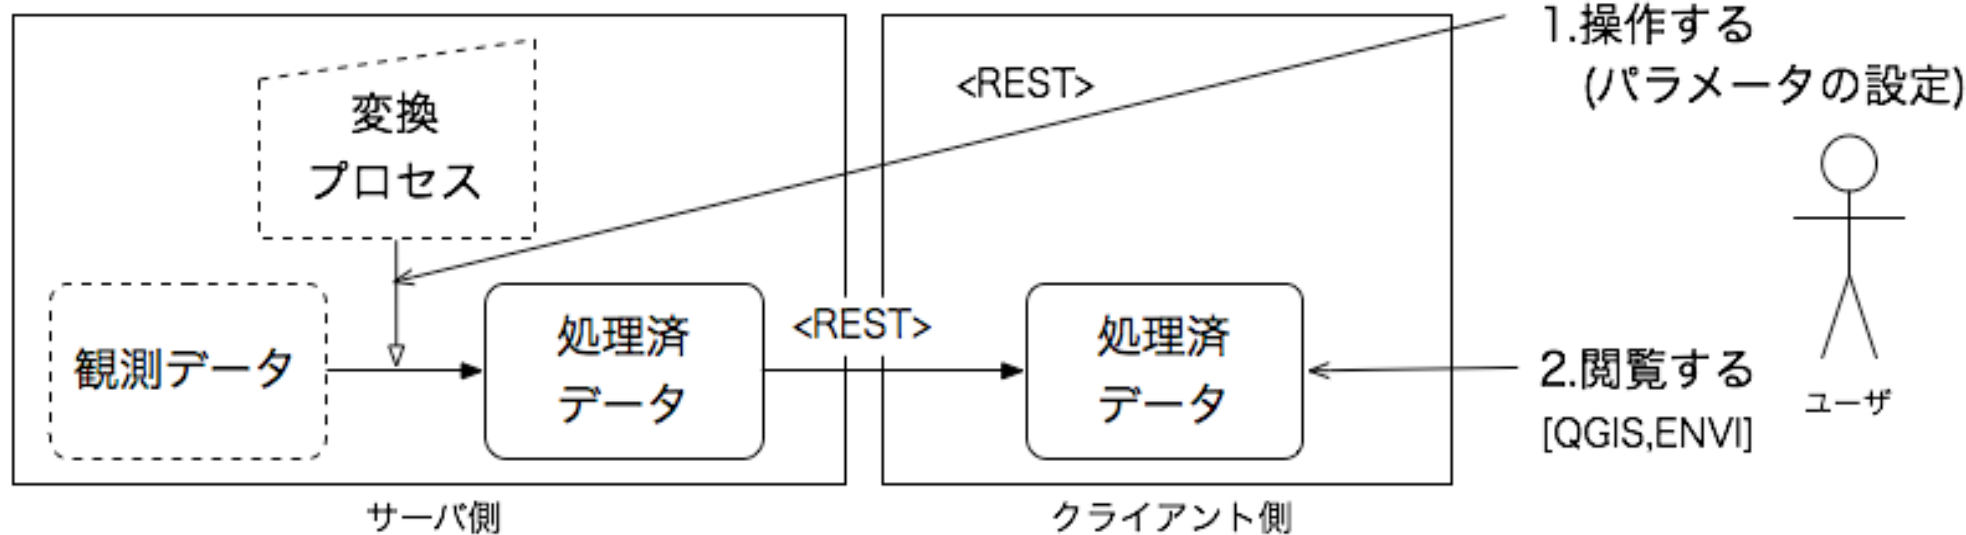 1.操作する
(パラメータの設定)
<REST>
変換
プロセス
観測データ
処理済
データ
<REST>
処理済
データ
2.閲覧する
[QGIS,ENVI]
ユーザ
サーバ側
クライアント側